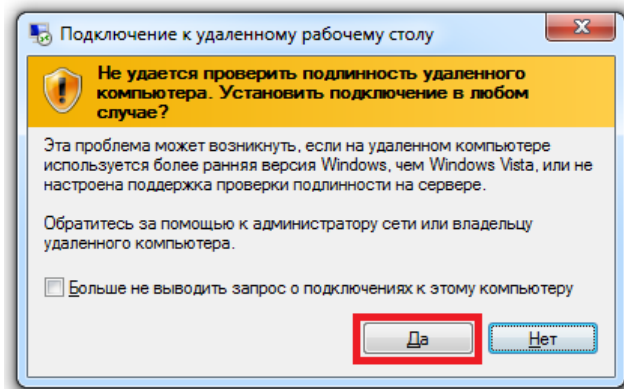 Подключение к удаленному рабочему столу
Не удается проверить подлинность удаленного
компьютера. Установить подключение в любом
случае?
Эта проблема может возникнуть, если на удаленном компьютере
используется более ранняя версия Windows, чем Windows Vista, или не
настроена поддержка проверки подлинности на сервере.
Обратитесь за помощью к администратору сети или владельцу
удаленного компьютера.
Больше не выводить запрос о подключениях к этому компьютеру
Да
Нет